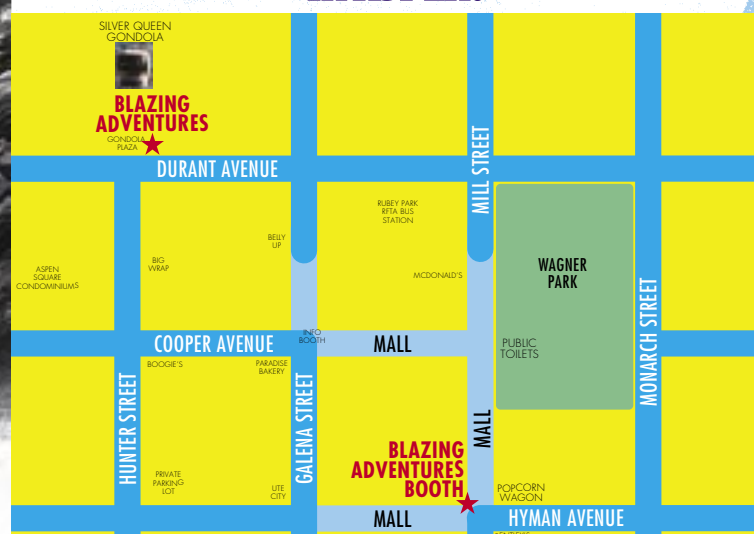 SILVER QUEEN
GONDOLA
BLAZING
ADVENTURES
GONDOLA
PLAZA
DURANT AVENUE
MILL STREET
RUBEY PARK
RFTA BUS
STATION
BELLY
UP
BIG
WRAP
ASPEN
SQUARE
CONDOMINIUMS
MCDONALD'S
WAGNER
PARK
INFO
BOOTH
COOPER AVENUE
MALL
PUBLIC
TOILETS
MONARCH STREET
BOOGIE'S
PARADISE
BAKERY
HUNTER STREET
GALENA STREET
MALL
BLAZING
ADVENTURES
BOOTH
PRIVATE
PARKING
LOT
UTE
CITY
POPCORN
WAGON
MALL
HYMAN AVENUE